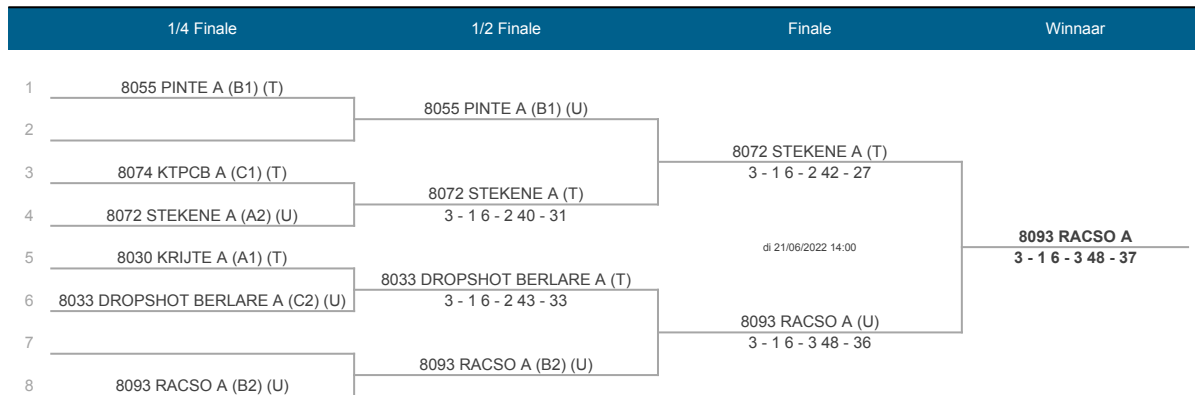 1/4 Finale 1/2 Finale Finale Winnaar
1 8055 PINTE A (B1) (T)
8055 PINTE A (B1) (U)
2
8072 STEKENE A (T)
3 8074 KTPCB A (C1) (T)
3 - 1 6 - 2 42 - 27
8072 STEKENE A (T)
4 8072 STEKENE A (A2) (U)
3 - 1 6 - 2 40 - 31
8093 RACSO A
di 21/06/2022 14:00
5 8030 KRIJTE A (A1) (T)
3 - 1 6 - 3 48 - 37
8033 DROPSHOT BERLARE A (T)
6 8033 DROPSHOT BERLARE A (C2) (U)
3 - 1 6 - 2 43 - 33
8093 RACSO A (U)
7
3 - 1 6 - 3 48 - 36
8093 RACSO A (B2) (U)
8 8093 RACSO A (B2) (U)